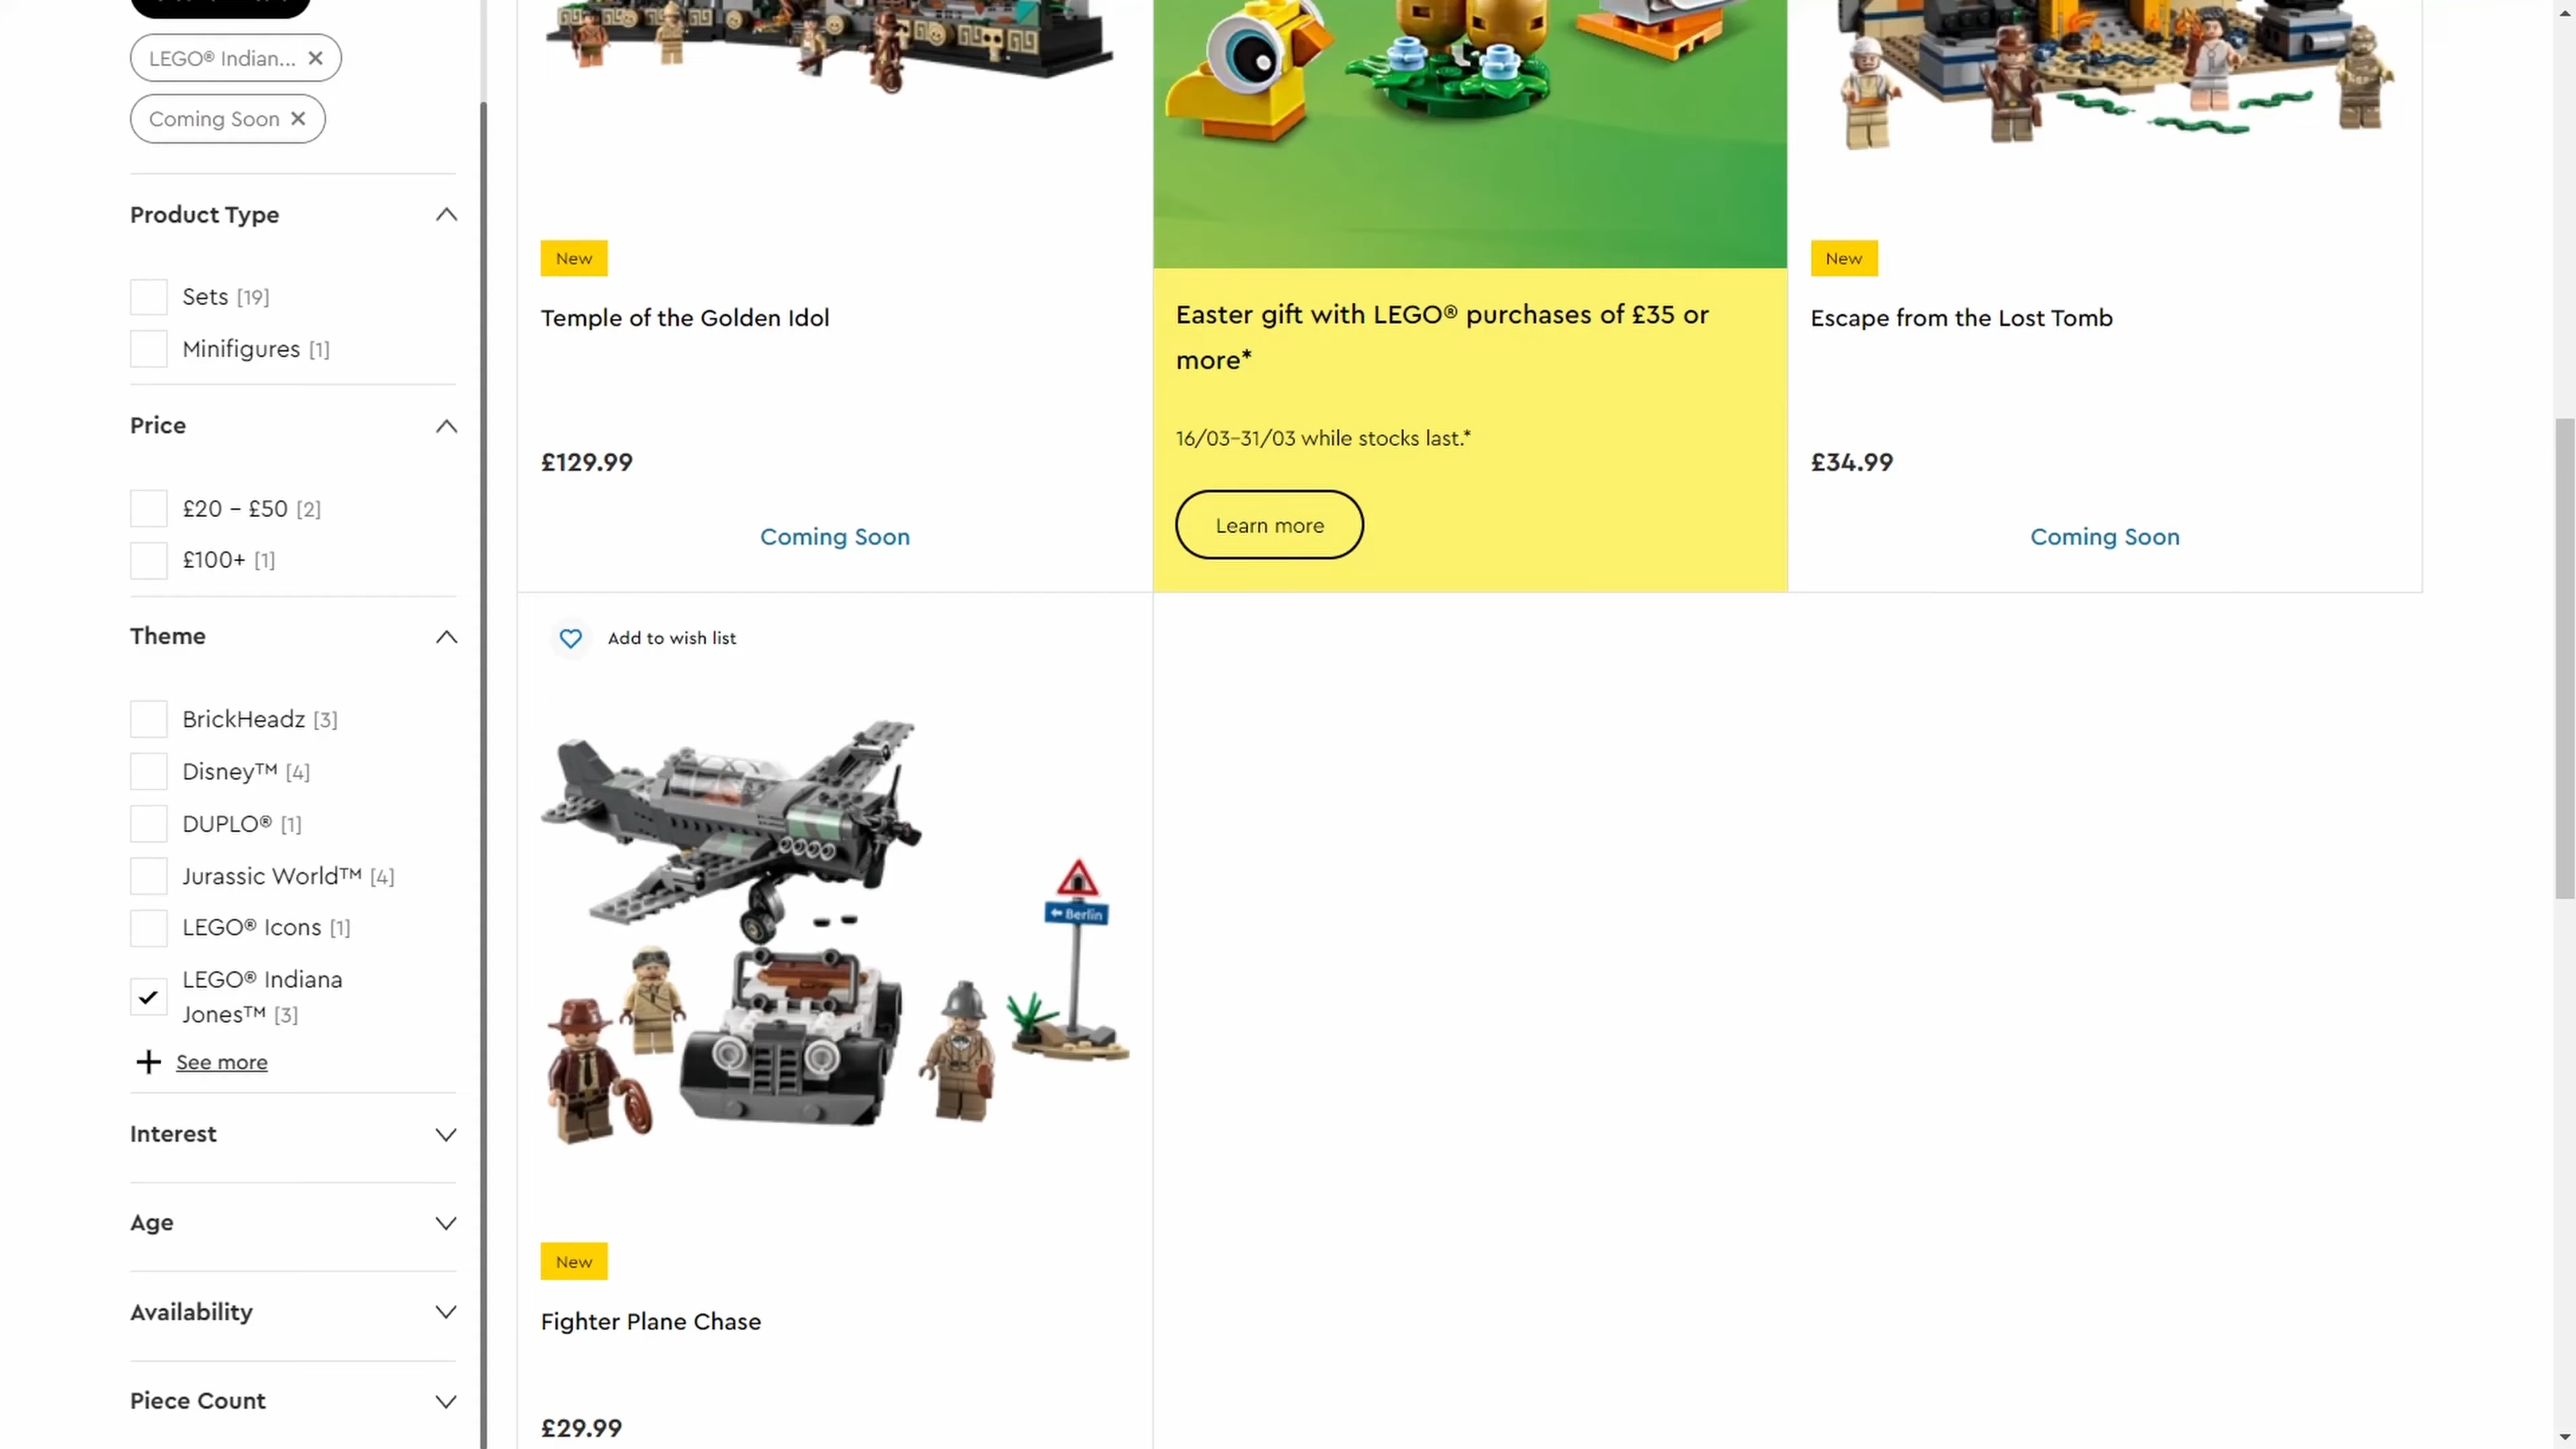 LEGO® Indian...
Coming Soon
Product Type
Sets [19]
Minifigures [1]
Price
£20 – £50 [2]
£100+ [1]
Theme
BrickHeadz [3]
Disney™ [4]
DUPLO® [1]
Jurassic World™ [4]
LEGO® Icons [1]
LEGO® Indiana
Jones™ [3]
See more
Interest
Age
Availability
Piece Count
New
Temple of the Golden Idol
£129.99
Coming Soon
Easter gift with LEGO® purchases of £35 or
more*
16/03–31/03 while stocks last.*
Learn more
New
Escape from the Lost Tomb
£34.99
Coming Soon
Add to wish list
Berlin
New
Fighter Plane Chase
£29.99